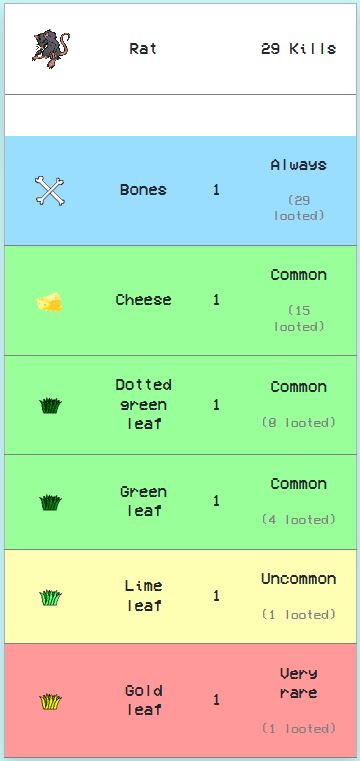 Rat 29 Kills
Bones 1 Always
(29
looted)
Cheese 1 Common
(15
looted)
Dotted
green
leaf
1
Common
(8 looted)
Green
leaf
1
Common
(4 looted)
Lime
leaf
1
Uncommon
(1 looted)
Gold
leaf
1
Very
rare
(1 looted)